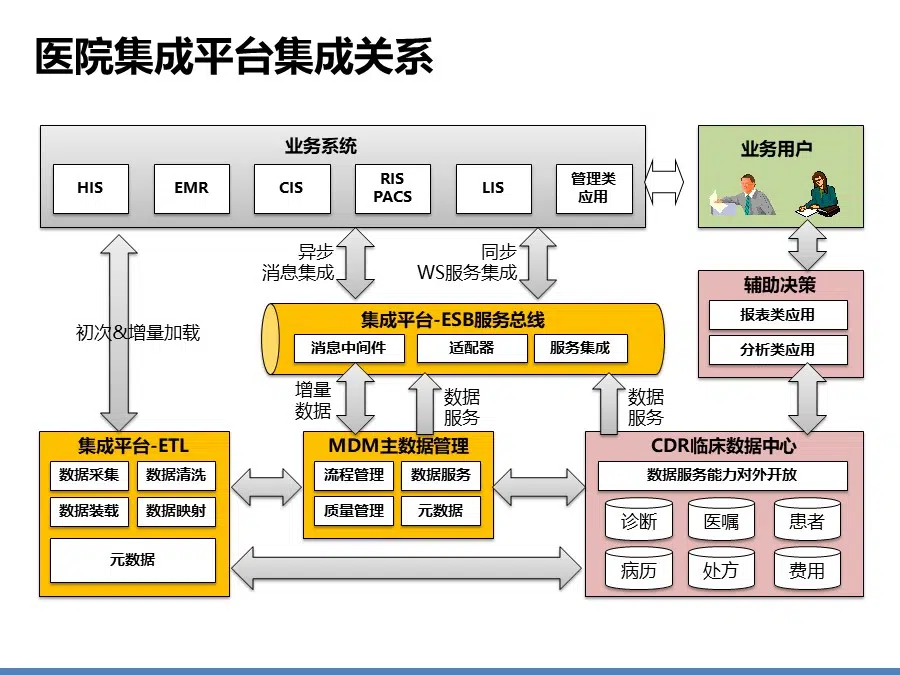 医院集成平台集成关系
业务系统
HIS
EMR
CIS
RIS
PACS
LIS
管理类
应用
业务用户
异步
消息集成
同步
WS服务集成
初次&增量加载
辅助决策
报表类应用
分析类应用
集成平台-ESB服务总线
消息中间件
适配器
服务集成
增量
数据
数据
服务
数据
服务
集成平台-ETL
数据采集
数据清洗
数据装载
数据映射
元数据
MDM主数据管理
流程管理
数据服务
质量管理
元数据
CDR临床数据中心
数据服务能力对外开放
诊断
医嘱
患者
病历
处方
费用